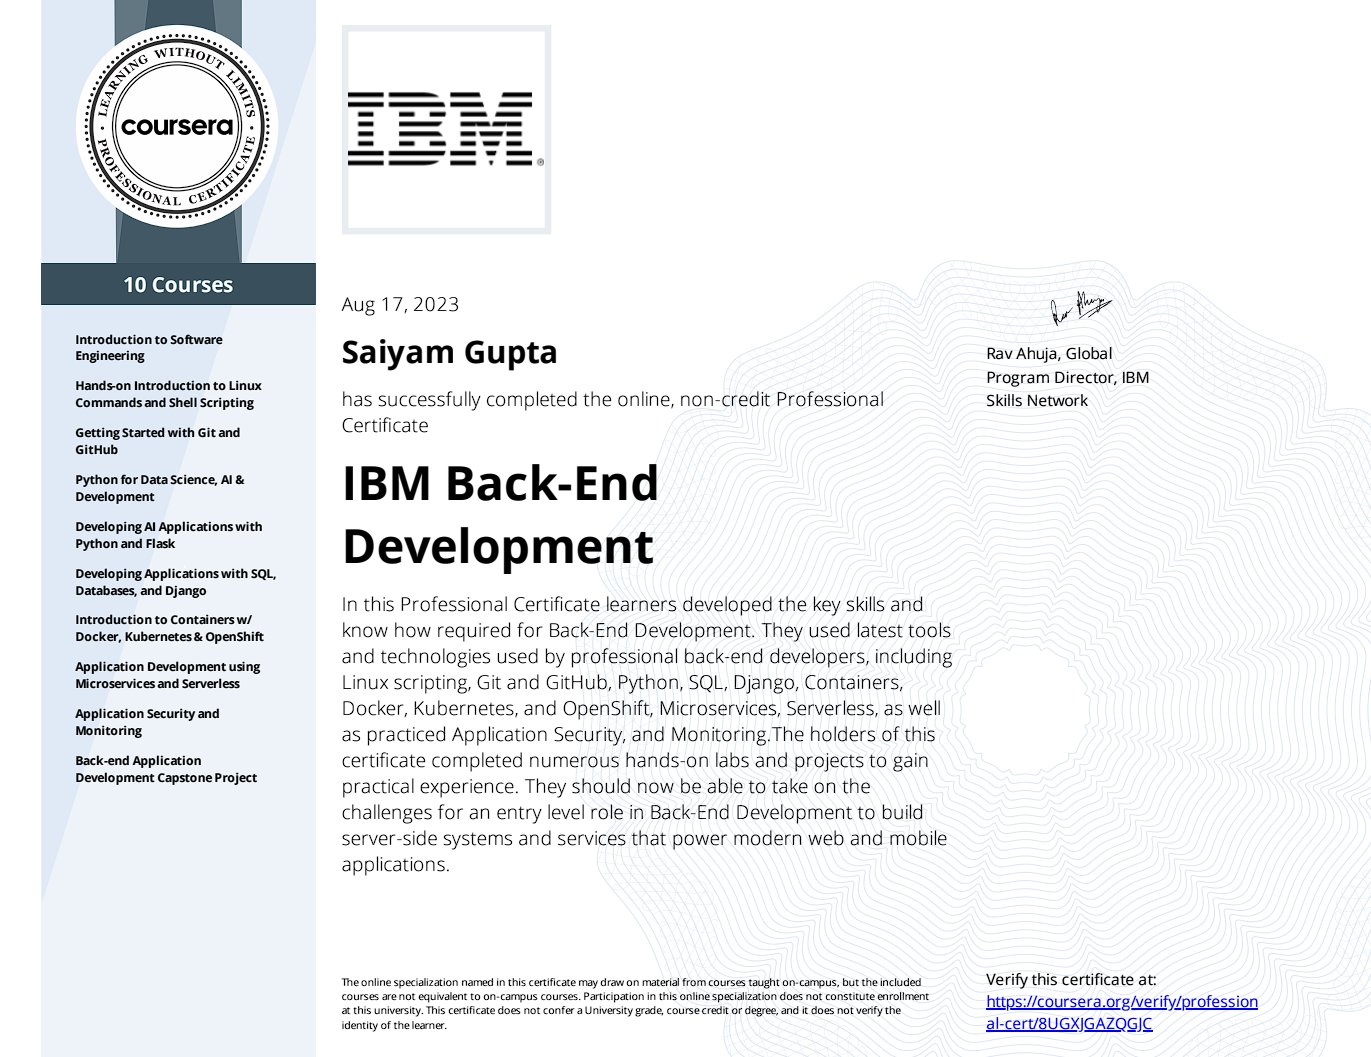 LEARNING WITHOUT LIMITS
coursera
PROFESSIONAL CERTIFICATE
IBM®
10 Courses
Introduction to Software
Engineering
Hands-on Introduction to Linux
Commands and Shell Scripting
Getting Started with Git and
GitHub
Python for Data Science, AI &
Development
Developing AI Applications with
Python and Flask
Developing Applications with SQL,
Databases, and Django
Introduction to Containers w/
Docker, Kubernetes & OpenShift
Application Development using
Microservices and Serverless
Application Security and
Monitoring
Back-end Application
Development Capstone Project
Aug 17, 2023
Saiyam Gupta
has successfully completed the online, non-credit Professional
Certificate
IBM Back-End
Development
In this Professional Certificate learners developed the key skills and
know how required for Back-End Development. They used latest tools
and technologies used by professional back-end developers, including
Linux scripting, Git and GitHub, Python, SQL, Django, Containers,
Docker, Kubernetes, and OpenShift, Microservices, Serverless, as well
as practiced Application Security, and Monitoring.The holders of this
certificate completed numerous hands-on labs and projects to gain
practical experience. They should now be able to take on the
challenges for an entry level role in Back-End Development to build
server-side systems and services that power modern web and mobile
applications.
Rav Ahuja
Rav Ahuja, Global
Program Director, IBM
Skills Network
The online specialization named in this certificate may draw on material from courses taught on-campus, but the included
courses are not equivalent to on-campus courses. Participation in this online specialization does not constitute enrollment
at this university. This certificate does not confer a University grade, course credit or degree, and it does not verify the
identity of the learner.
Verify this certificate at:
https://coursera.org/verify/profession
al-cert/8UGXJGAZQGJC